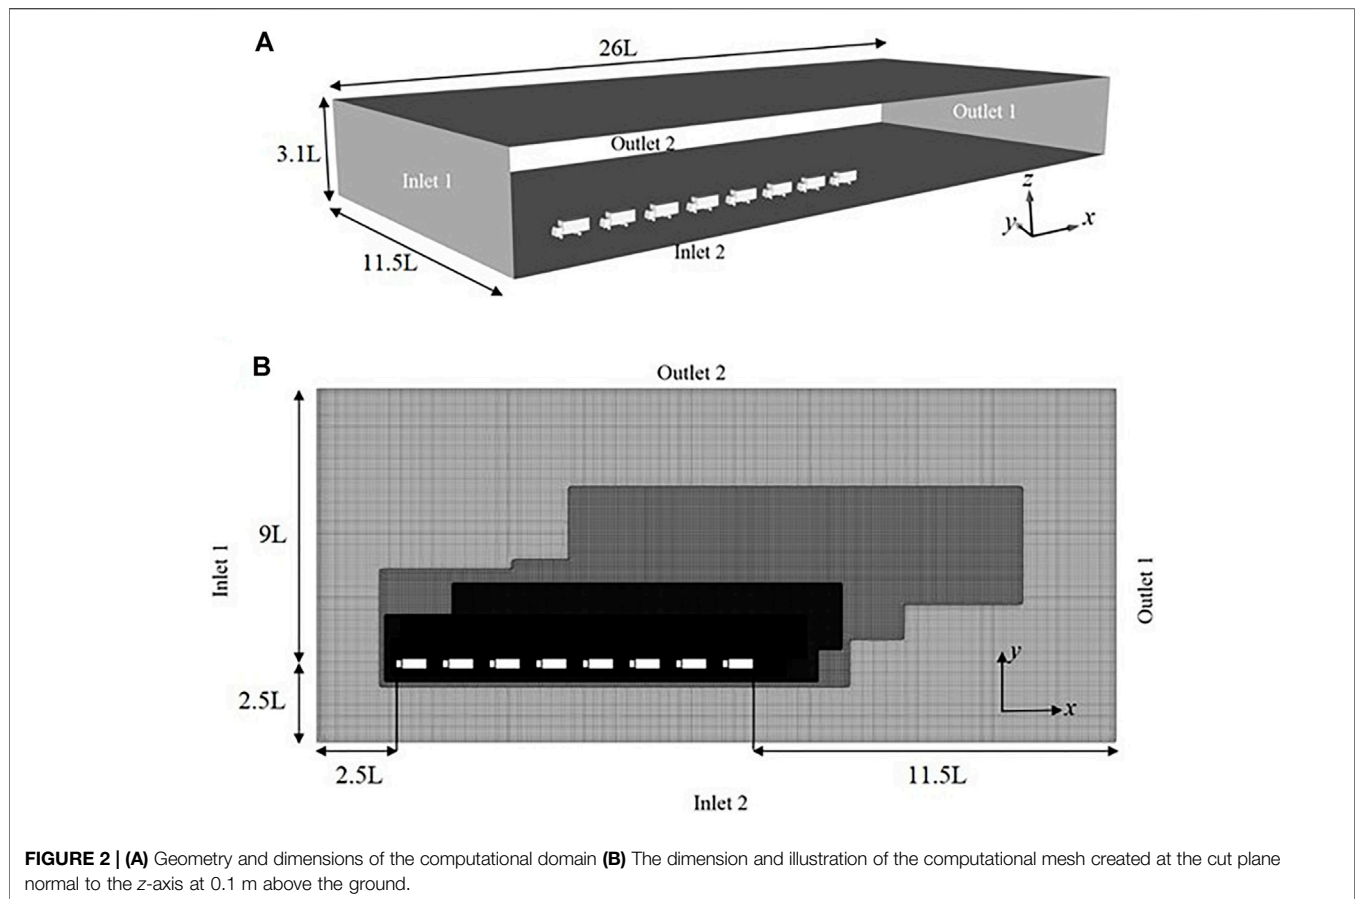 A
26L
3.1L
Inlet 1
Outlet 2
Outlet 1
11.5L
Inlet 2
z
y
x
B
Outlet 2
Inlet 1
9L
2.5L
Outlet 1
y
x
2.5L
11.5L
Inlet 2
FIGURE 2 | (A) Geometry and dimensions of the computational domain (B) The dimension and illustration of the computational mesh created at the cut plane
normal to the z-axis at 0.1 m above the ground.